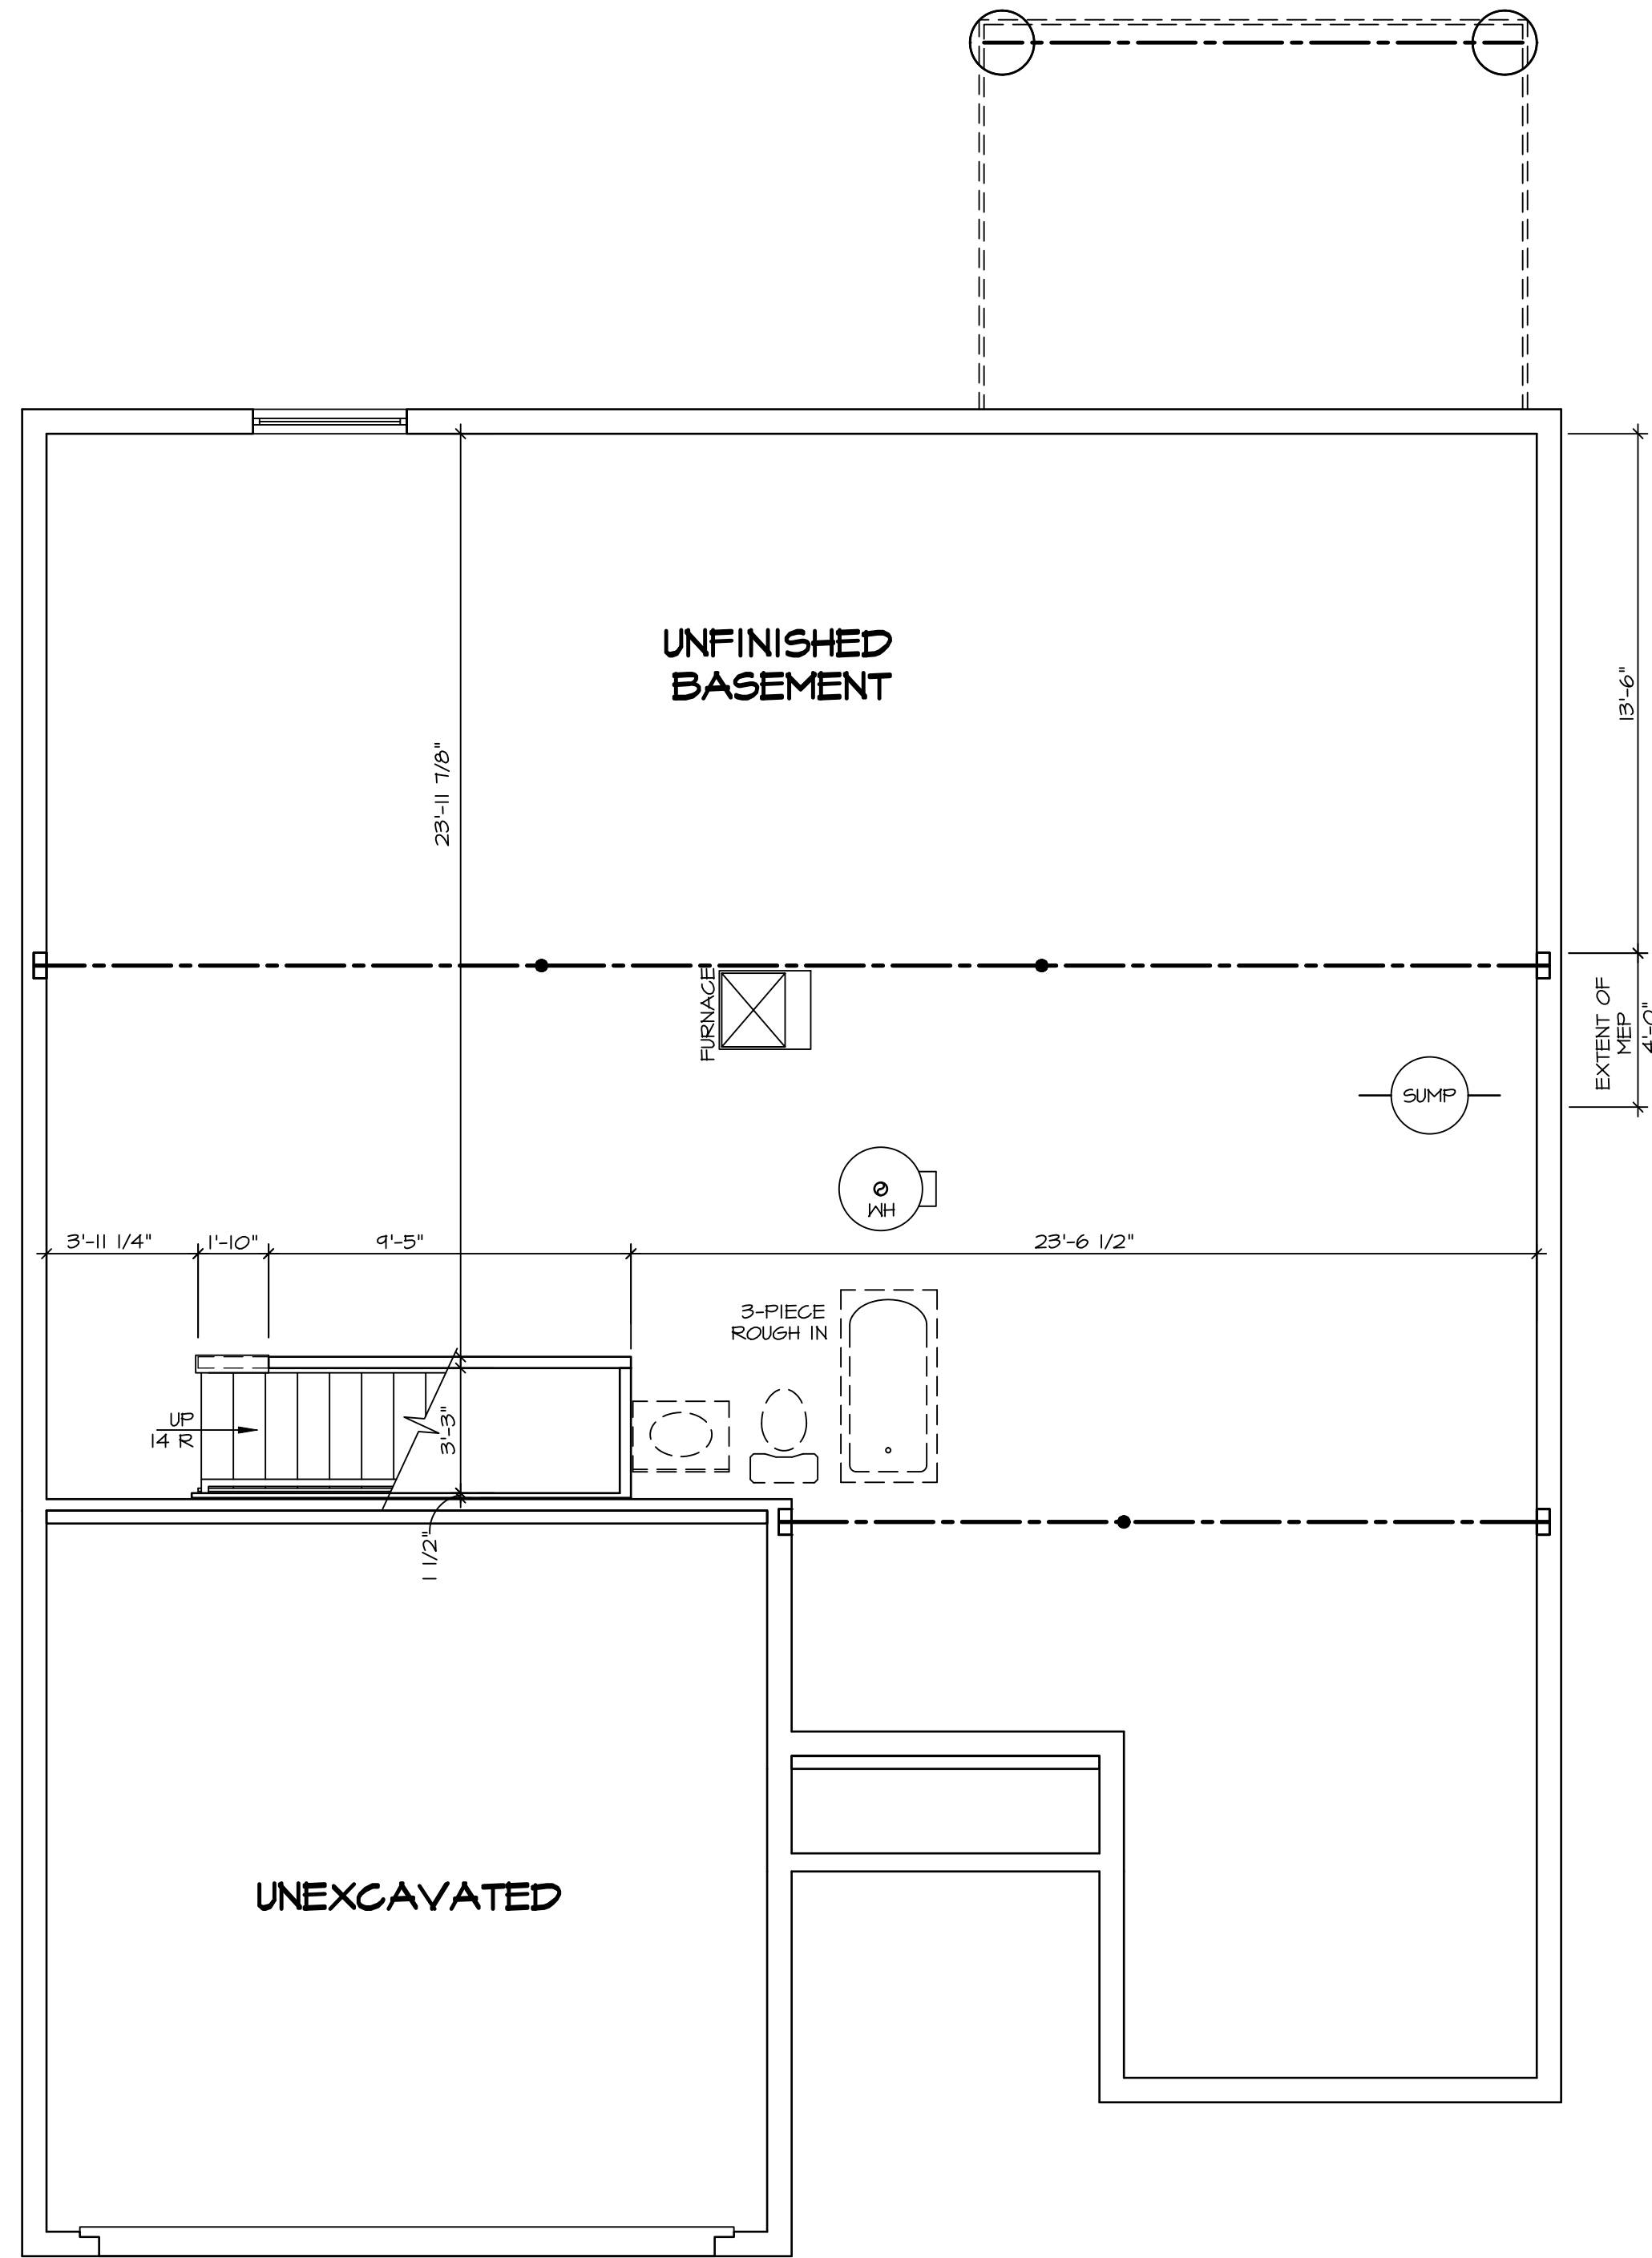 UNFINISHED
BASEMENT
13'-6"
23'-11 7/8"
FURNACE
EXTENT OF
MEP
4'-0"
SUMP
WH
3'-11 1/4"
1'-10"
9'-5"
23'-6 1/2"
3-PIECE
ROUGH IN
UP
14 R
3'-3"
1 1/2"
UNEXCAVATED